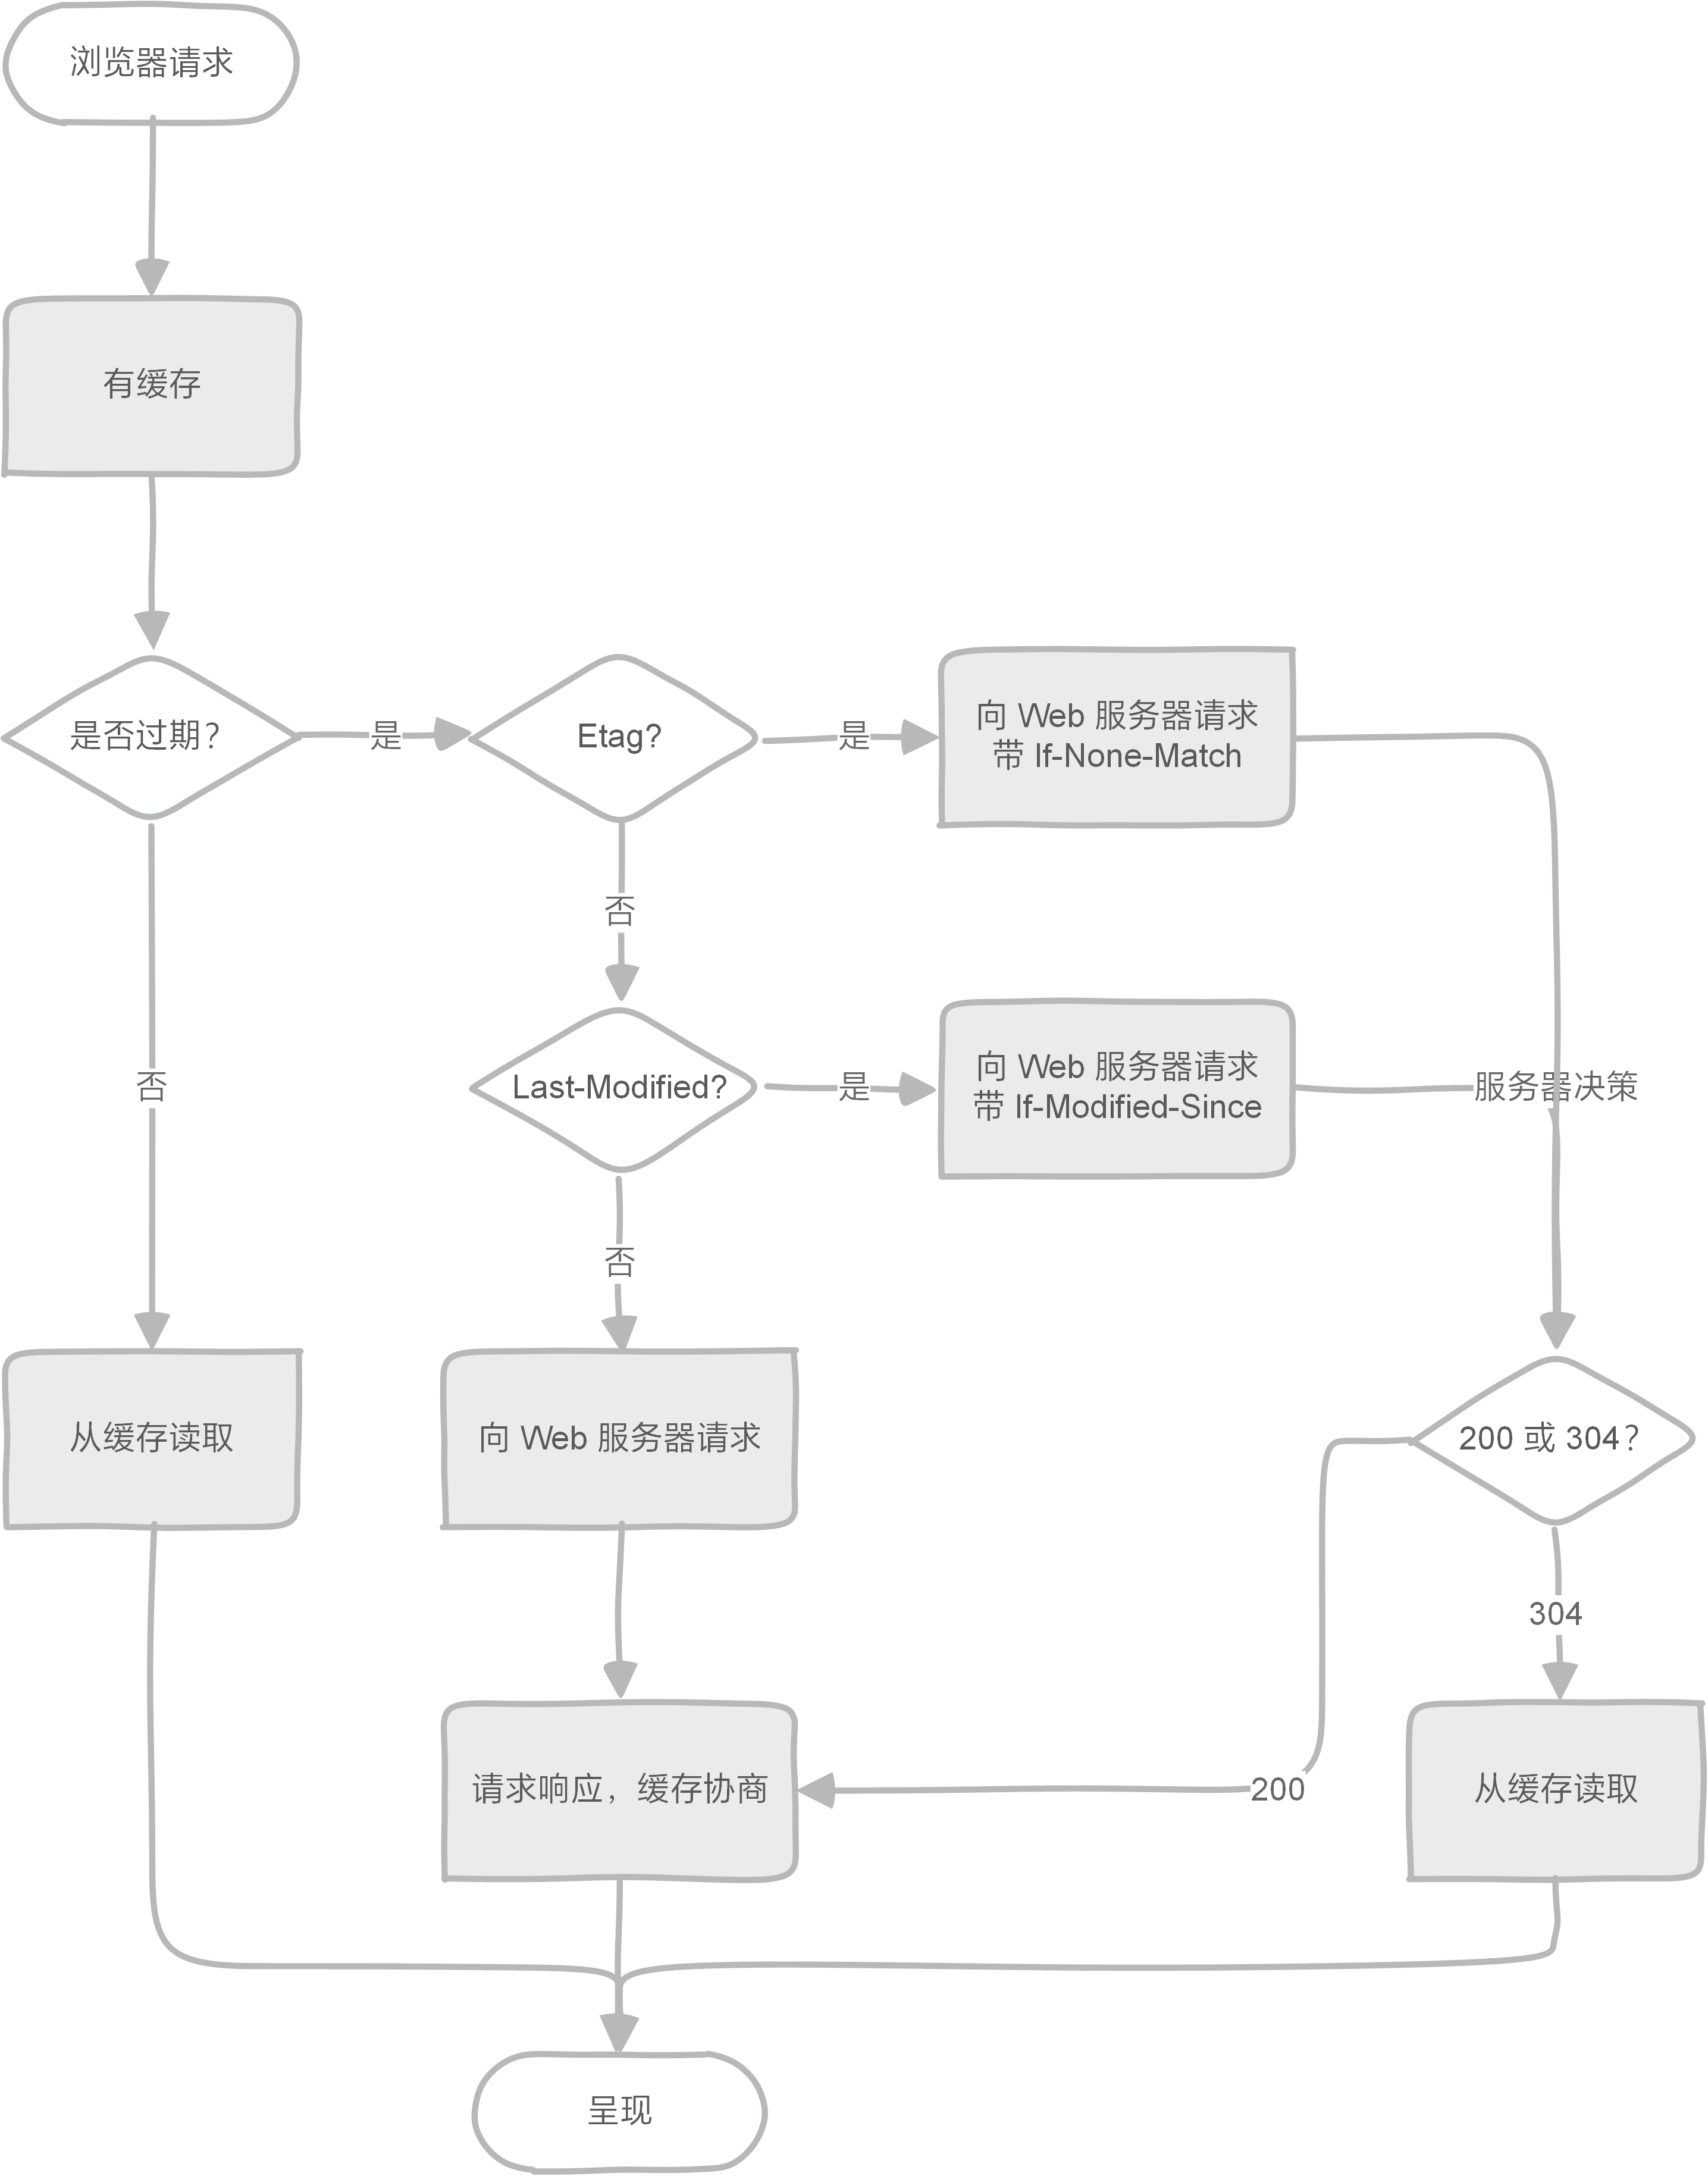 浏览器请求
有缓存
是否过期？
是
Etag?
是
向 Web 服务器请求
带 If-None-Match
否
否
Last-Modified?
是
向 Web 服务器请求
带 If-Modified-Since
服务器决策
否
从缓存读取
向 Web 服务器请求
200 或 304？
304
请求响应，缓存协商
200
从缓存读取
呈现